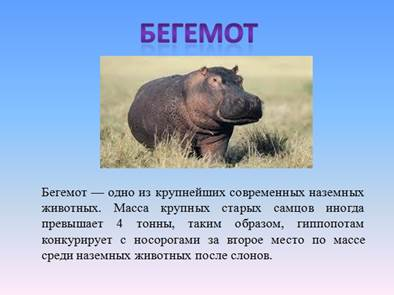 БЕГЕМОТ
Бегемот — одно из крупнейших современных наземных
животных. Масса крупных старых самцов иногда
превышает 4 тонны, таким образом, гиппопотам
конкурирует с носорогами за второе место по массе
среди наземных животных после слонов.